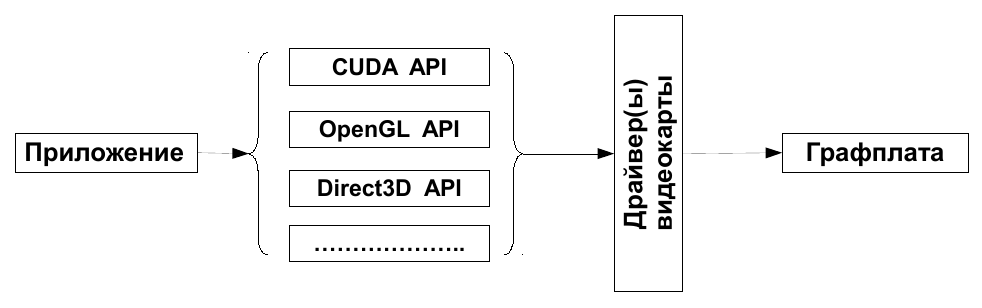 Приложение
CUDA API
OpenGL API
Direct3D API
………………..
Драйвер(ы)
видеокарты
Графплата